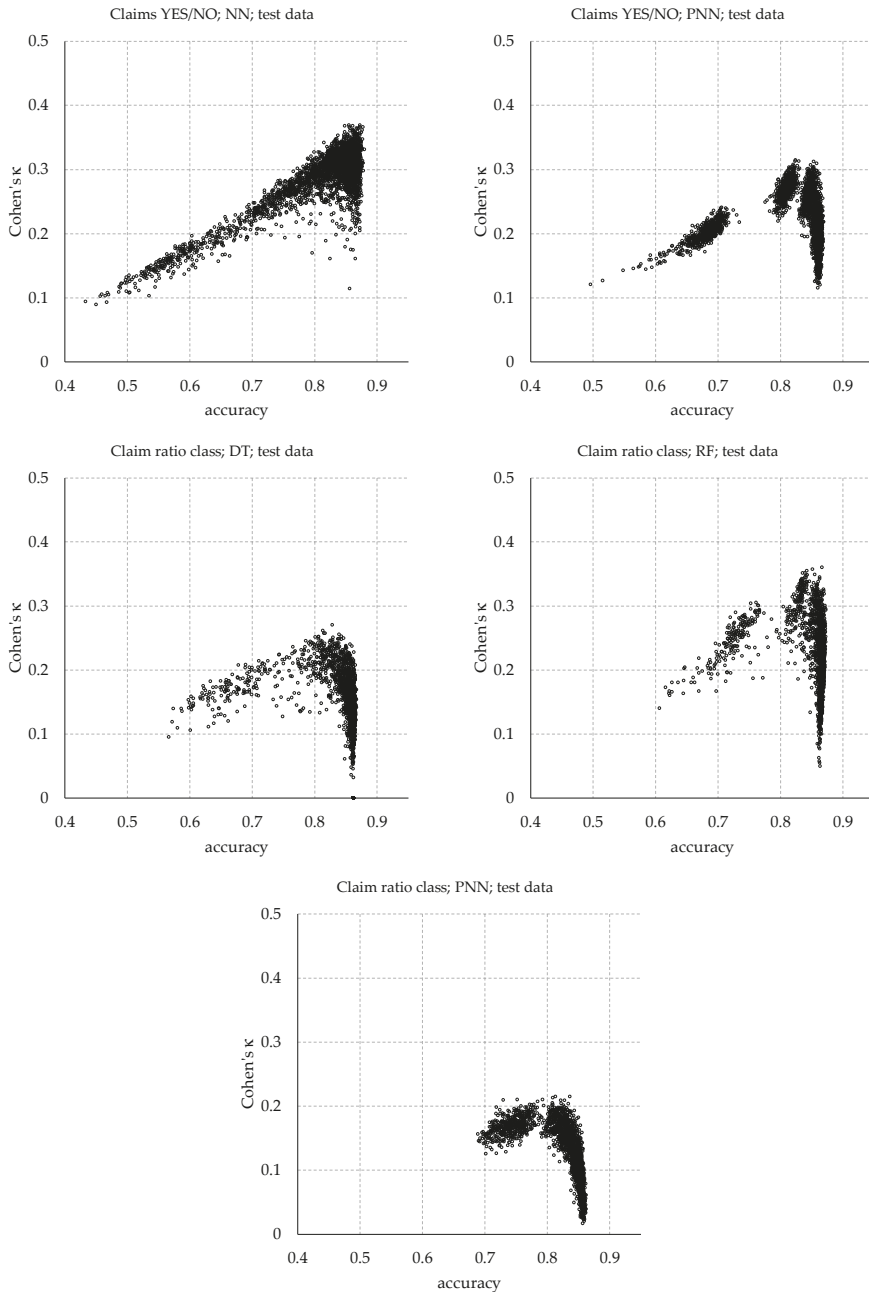 Claims YES/NO; NN; test data
0.5
0.4
0.3
0.2
0.1
0
Cohen's κ
0.4 0.5 0.6 0.7 0.8 0.9
accuracy
Claims YES/NO; PNN; test data
0.5
0.4
0.3
0.2
0.1
0
Cohen's κ
0.4 0.5 0.6 0.7 0.8 0.9
accuracy
Claim ratio class; DT; test data
0.5
0.4
0.3
0.2
0.1
0
Cohen's κ
0.4 0.5 0.6 0.7 0.8 0.9
accuracy
Claim ratio class; RF; test data
0.5
0.4
0.3
0.2
0.1
0
Cohen's κ
0.4 0.5 0.6 0.7 0.8 0.9
accuracy
Claim ratio class; PNN; test data
0.5
0.4
0.3
0.2
0.1
0
Cohen's κ
0.4 0.5 0.6 0.7 0.8 0.9
accuracy